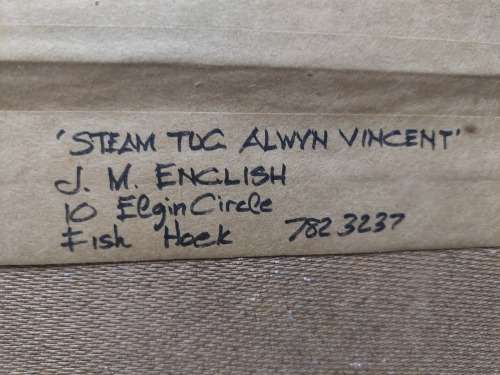 'STEAM TUG ALWYN VINCENT'
J. M. ENGLISH
10 Elgin Circle
Fish Hoek 782 3237